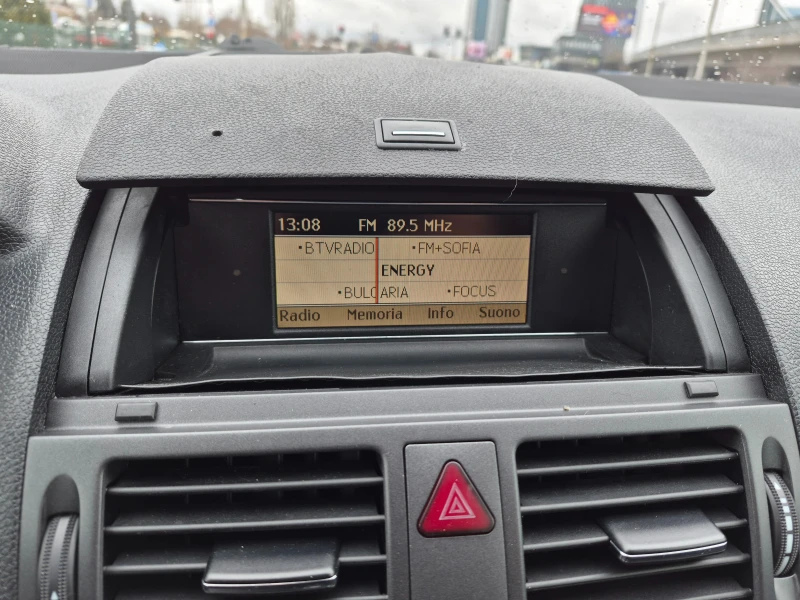 13:08 FM 89.5 MHz
•BTVRADIO •FM+SOFIA
ENERGY
•BULGARIA •FOCUS
Radio Memoria Info Suono